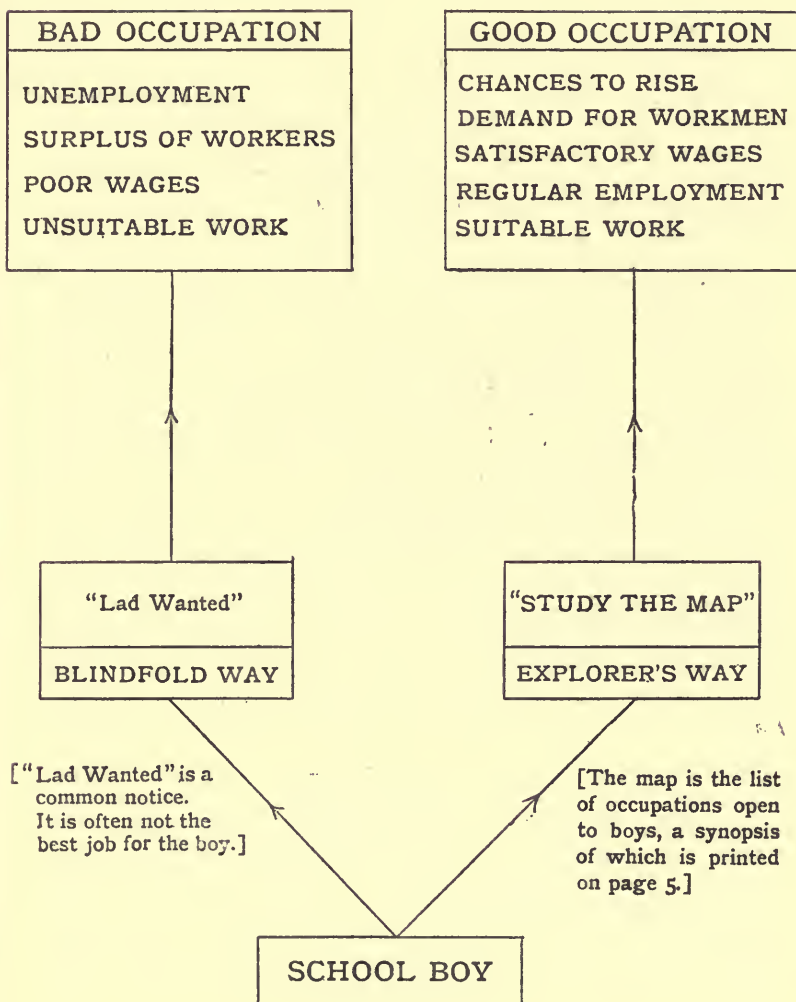 BAD OCCUPATION
UNEMPLOYMENT
SURPLUS OF WORKERS
POOR WAGES
UNSUITABLE WORK
GOOD OCCUPATION
CHANCES TO RISE
DEMAND FOR WORKMEN
SATISFACTORY WAGES
REGULAR EMPLOYMENT
SUITABLE WORK
"Lad Wanted"
BLINDFOLD WAY
"STUDY THE MAP"
EXPLORER'S WAY
["Lad Wanted" is a
common notice.
It is often not the
best job for the boy.]
[The map is the list
of occupations open
to boys, a synopsis
of which is printed
on page 5.]
SCHOOL BOY